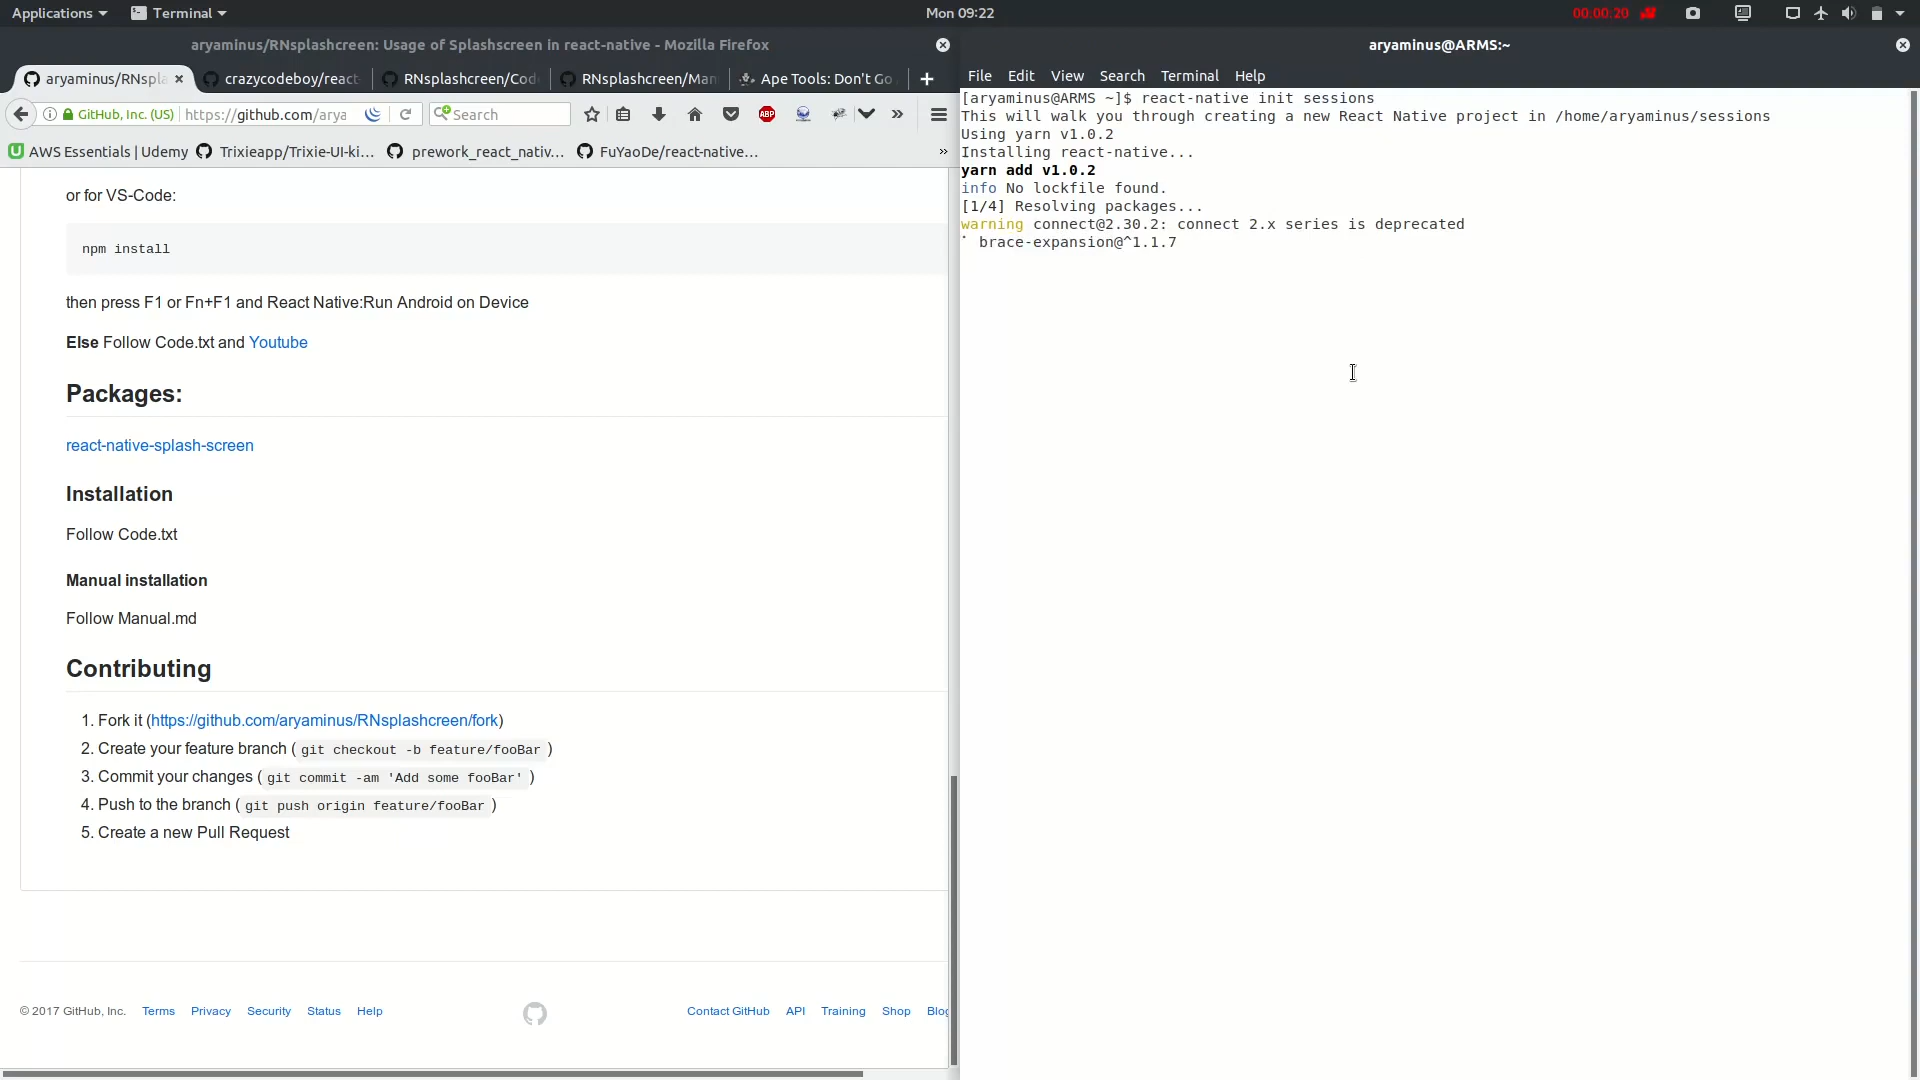 Applications
Terminal
Mon 09:22
00:00:20
aryaminus/RNsplashcreen: Usage of Splashscreen in react-native - Mozilla Firefox
aryaminus/RNspla
crazycodeboy/react
RNsplashcreen/Cod
RNsplashcreen/Man
Ape Tools: Don't Go
GitHub, Inc. (US)
https://github.com/arya
Search
ABP
AWS Essentials | Udemy
Trixieapp/Trixie-UI-ki...
prework_react_nativ...
FuYaoDe/react-native...
or for VS-Code:
npm install
then press F1 or Fn+F1 and React Native:Run Android on Device
Else Follow Code.txt and Youtube
Packages:
react-native-splash-screen
Installation
Follow Code.txt
Manual installation
Follow Manual.md
Contributing
1. Fork it (https://github.com/aryaminus/RNsplashcreen/fork)
2. Create your feature branch ( git checkout -b feature/fooBar )
3. Commit your changes ( git commit -am 'Add some fooBar' )
4. Push to the branch ( git push origin feature/fooBar )
5. Create a new Pull Request
© 2017 GitHub, Inc.
Terms
Privacy
Security
Status
Help
Contact GitHub
API
Training
Shop
Blog
aryaminus@ARMS:~
File
Edit
View
Search
Terminal
Help
[aryaminus@ARMS ~]$ react-native init sessions
This will walk you through creating a new React Native project in /home/aryaminus/sessions
Using yarn v1.0.2
Installing react-native...
yarn add v1.0.2
info No lockfile found.
[1/4] Resolving packages...
warning connect@2.30.2: connect 2.x series is deprecated
brace-expansion@^1.1.7